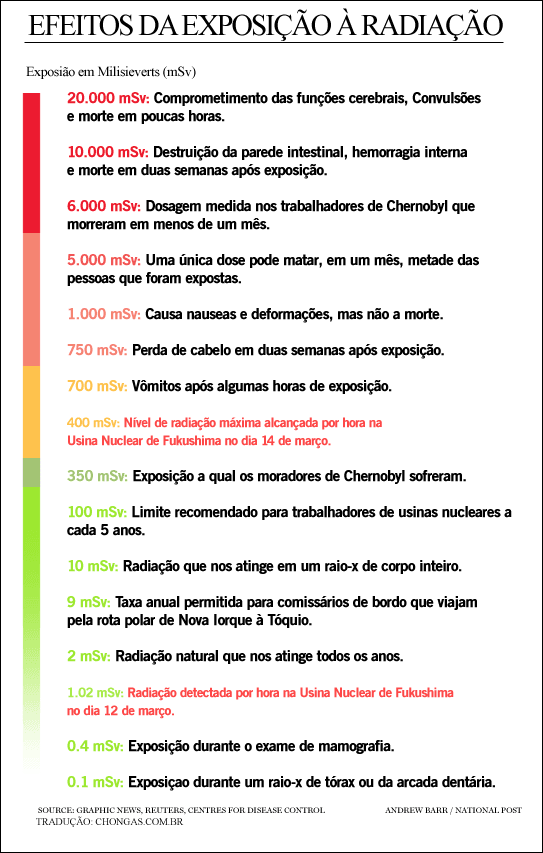 EFEITOS DA EXPOSIÇÃO À RADIAÇÃO
Exposião em Milisieverts (mSv)
20.000 mSv: Comprometimento das funções cerebrais, Convulsões
e morte em poucas horas.
10.000 mSv: Destruição da parede intestinal, hemorragia interna
e morte em duas semanas após exposição.
6.000 mSv: Dosagem medida nos trabalhadores de Chernobyl que
morreram em menos de um mês.
5.000 mSv: Uma única dose pode matar, em um mês, metade das
pessoas que foram expostas.
1.000 mSv: Causa nauseas e deformações, mas não a morte.
750 mSv: Perda de cabelo em duas semanas após exposição.
700 mSv: Vômitos após algumas horas de exposição.
400 mSv: Nível de radiação máxima alcançada por hora na
Usina Nuclear de Fukushima no dia 14 de março.
350 mSv: Exposição a qual os moradores de Chernobyl sofreram.
100 mSv: Limite recomendado para trabalhadores de usinas nucleares a
cada 5 anos.
10 mSv: Radiação que nos atinge em um raio-x de corpo inteiro.
9 mSv: Taxa anual permitida para comissários de bordo que viajam
pela rota polar de Nova Iorque à Tóquio.
2 mSv: Radiação natural que nos atinge todos os anos.
1.02 mSv: Radiação detectada por hora na Usina Nuclear de Fukushima
no dia 12 de março.
0.4 mSv: Exposição durante o exame de mamografia.
0.1 mSv: Exposiçao durante um raio-x de tórax ou da arcada dentária.
SOURCE: GRAPHIC NEWS, REUTERS, CENTRES FOR DISEASE CONTROL
ANDREW BARR / NATIONAL POST
TRADUÇÃO: CHONGAS.COM.BR